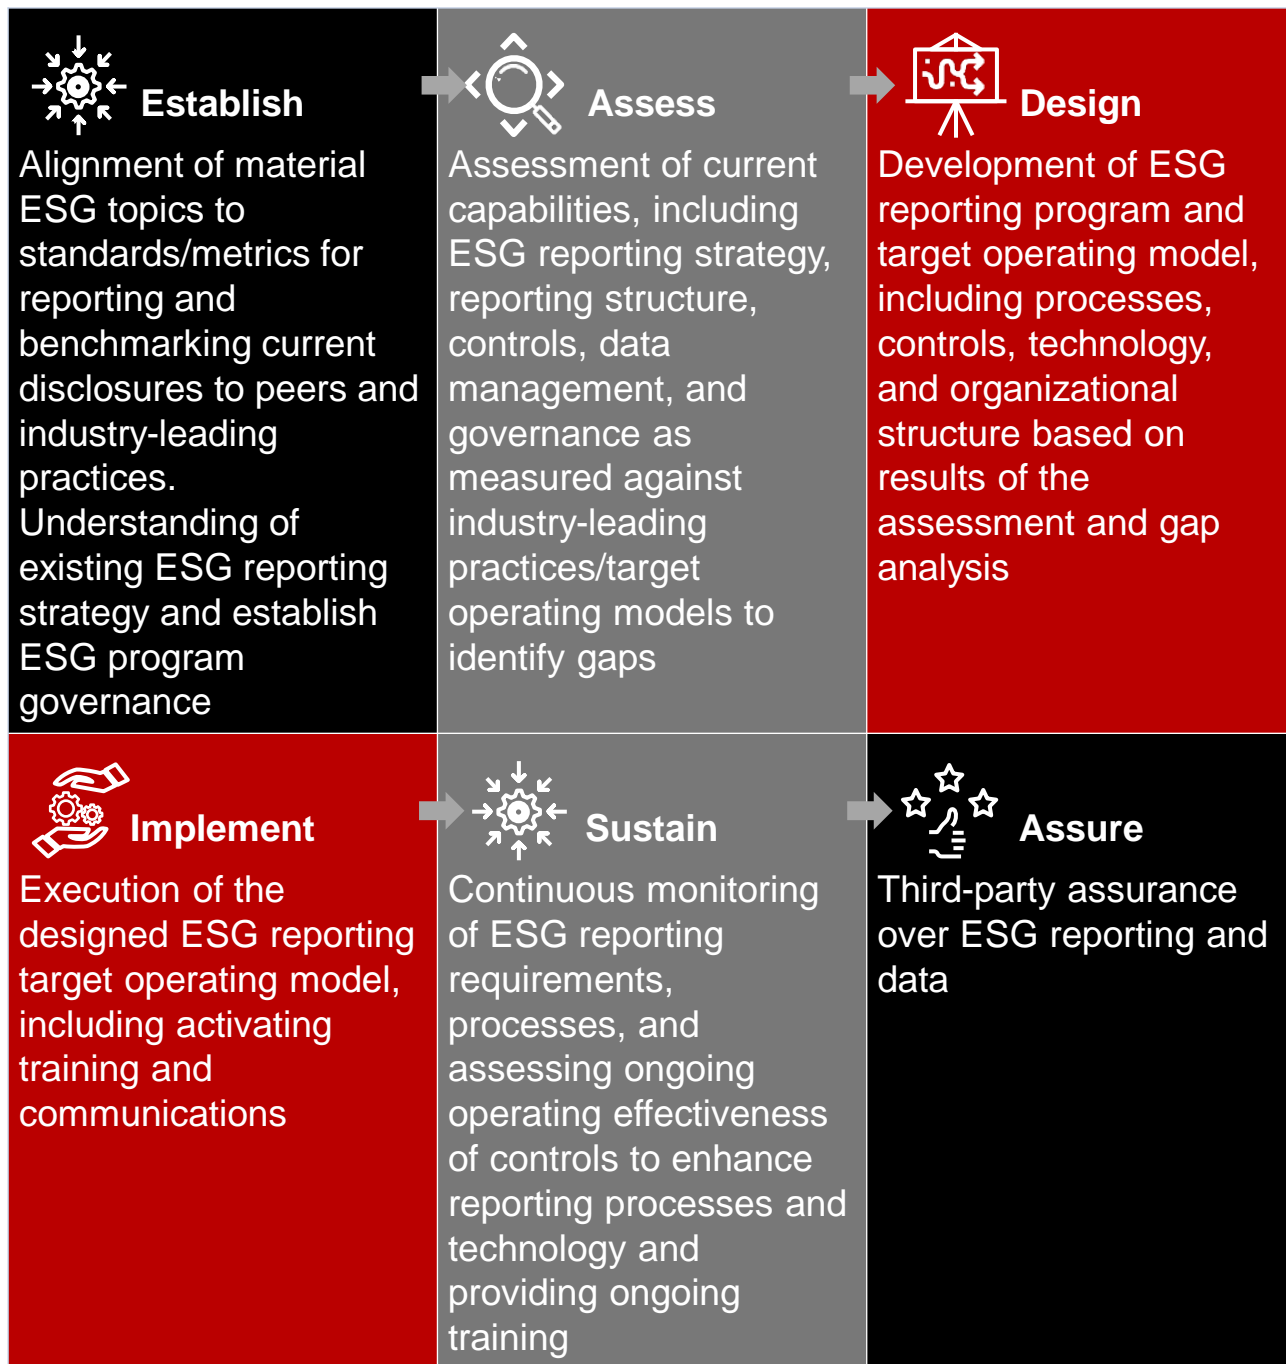 Establish
Alignment of material
ESG topics to
standards/metrics for
reporting and
benchmarking current
disclosures to peers and
industry-leading
practices.
Understanding of
existing ESG reporting
strategy and establish
ESG program
governance
Assess
Assessment of current
capabilities, including
ESG reporting strategy,
reporting structure,
controls, data
management, and
governance as
measured against
industry-leading
practices/target
operating models to
identify gaps
Design
Development of ESG
reporting program and
target operating model,
including processes,
controls, technology,
and organizational
structure based on
results of the
assessment and gap
analysis
Implement
Execution of the
designed ESG reporting
target operating model,
including activating
training and
communications
Sustain
Continuous monitoring
of ESG reporting
requirements,
processes, and
assessing ongoing
operating effectiveness
of controls to enhance
reporting processes and
technology and
providing ongoing
training
Assure
Third-party assurance
over ESG reporting and
data